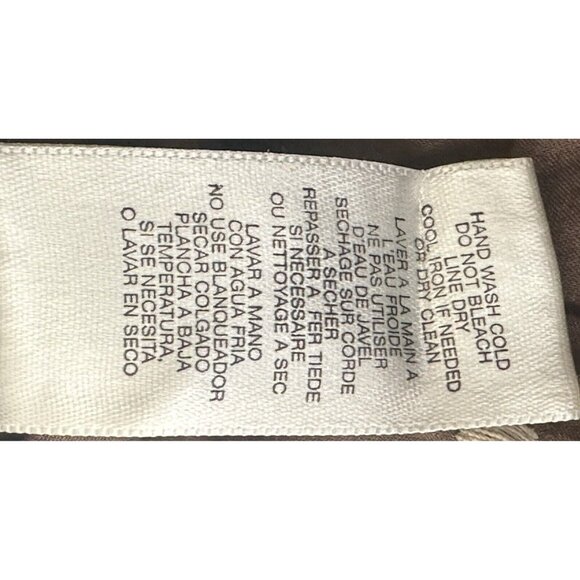 HAND WASH COLD
DO NOT BLEACH
LINE DRY
COOL IRON IF NEEDED
OR DRY CLEAN
LAVER A LA MAIN A
L'EAU FROIDE
NE PAS UTILISER
D'EAU DE JAVEL
SECHAGE SUR CORDE
A SECHER
REPASSER A FER TIEDE
SI NECESSAIRE
OU NETTOYAGE A SEC
LAVAR A MANO
CON AGUA FRIA
NO USE BLANQUEADOR
SECAR COLGADO
PLANCHA A BAJA
TEMPERATURA,
SI SE NECESITA
O LAVAR EN SECO